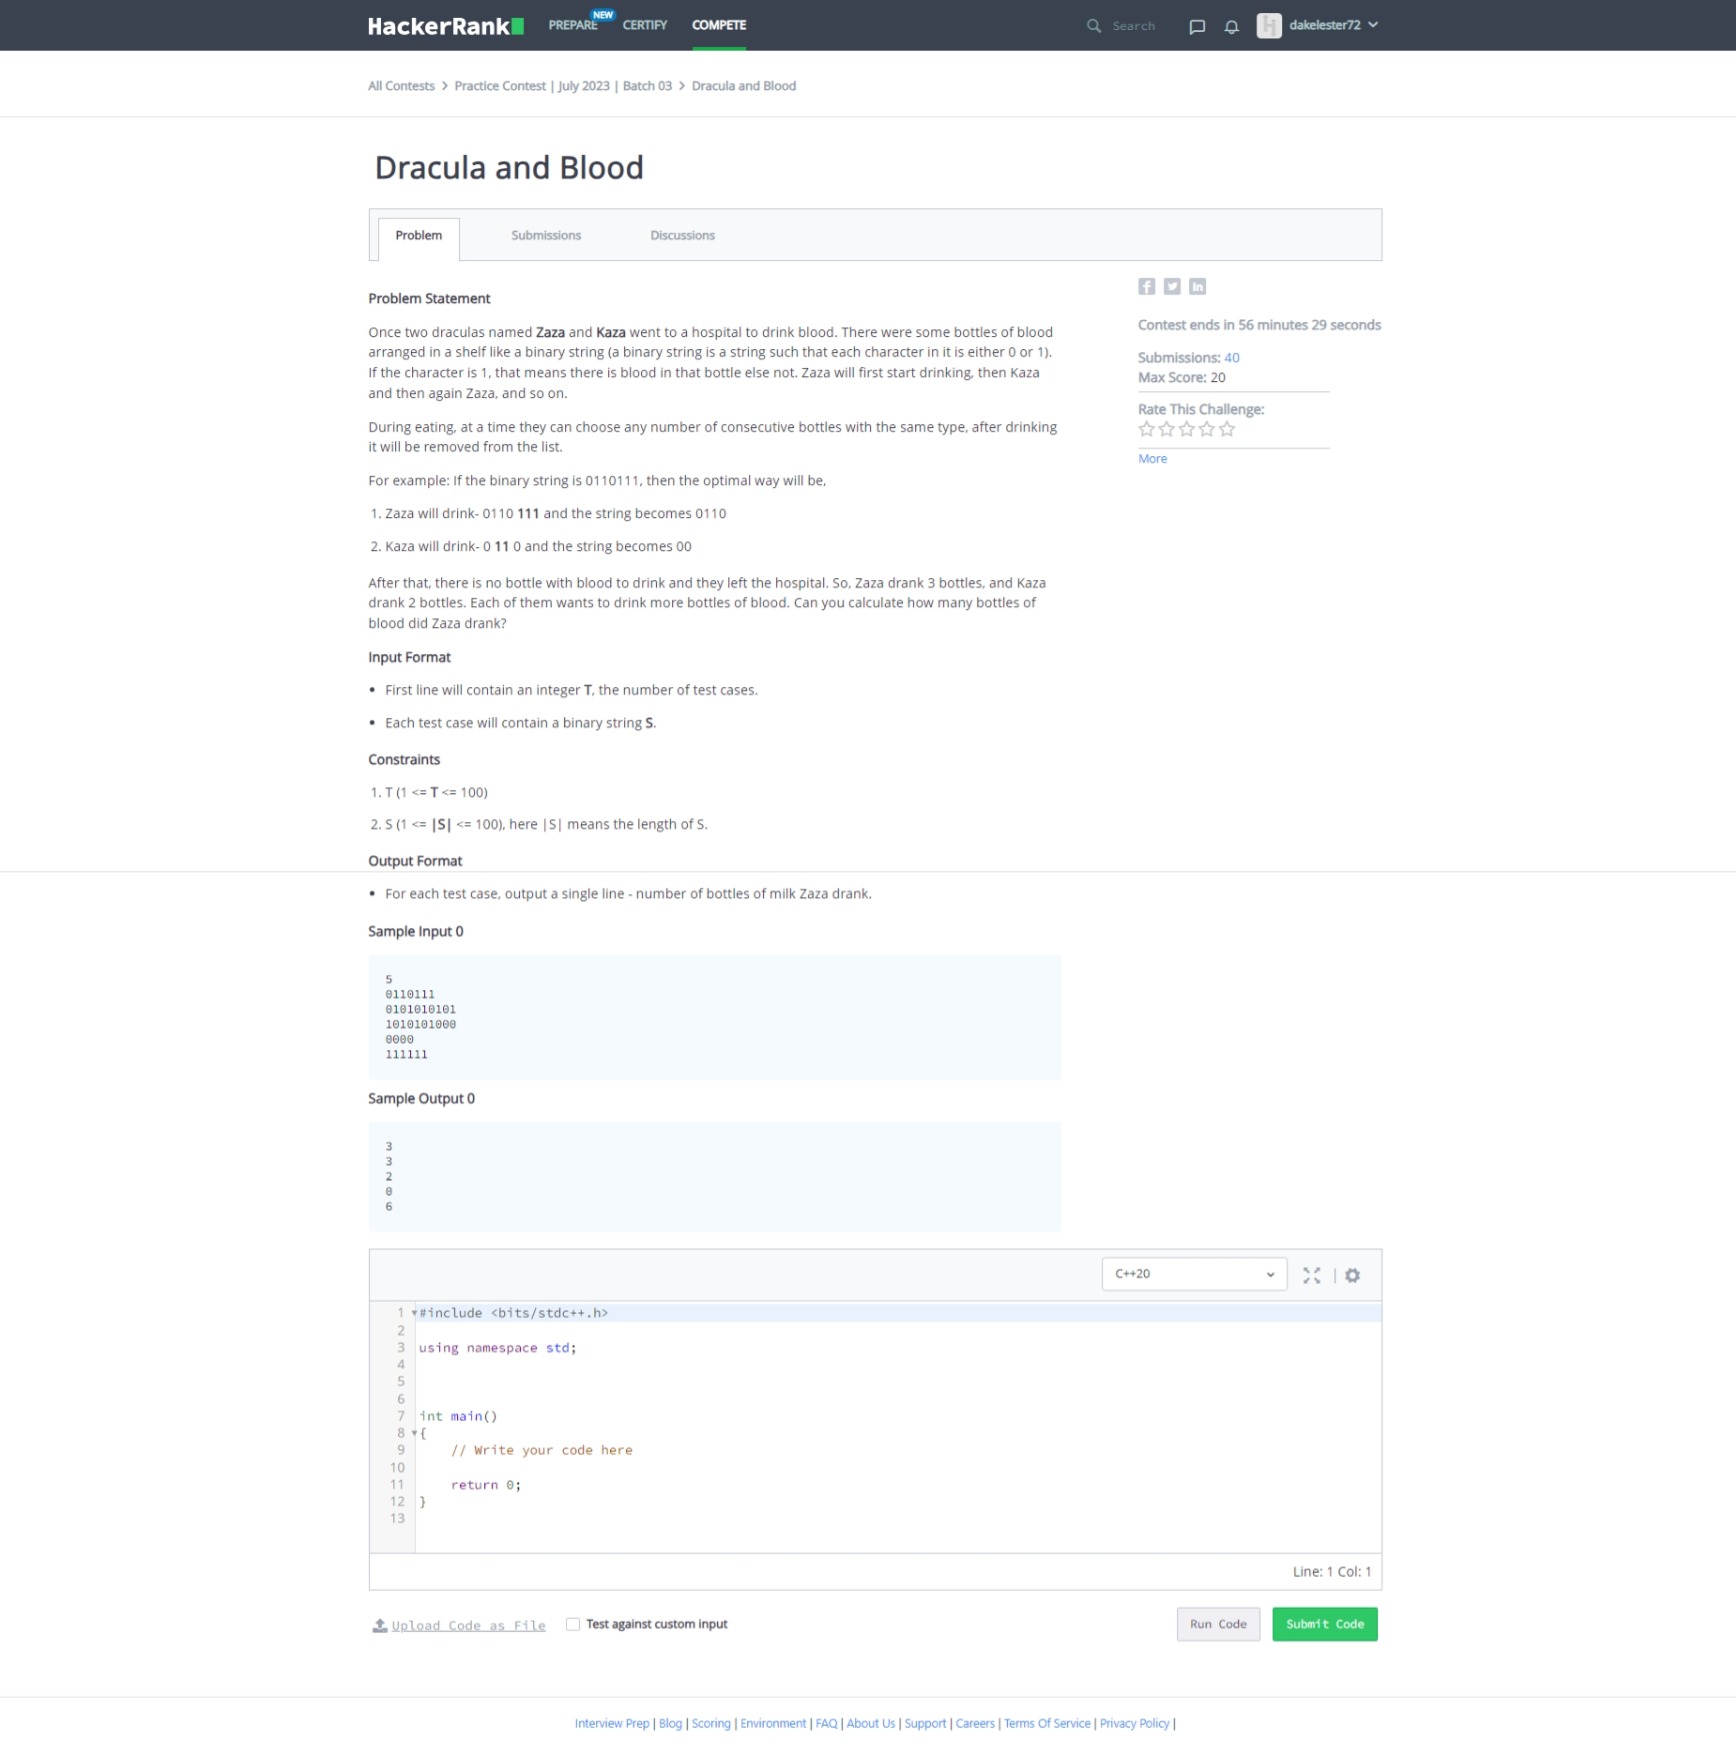 HackerRank
PREPARE
NEW
CERTIFY
COMPETE
Search
dakelester72
All Contests > Practice Contest | July 2023 | Batch 03 > Dracula and Blood
Dracula and Blood
Problem
Submissions
Discussions
Problem Statement
Once two draculas named Zaza and Kaza went to a hospital to drink blood. There were some bottles of blood
arranged in a shelf like a binary string (a binary string is a string such that each character in it is either 0 or 1).
If the character is 1, that means there is blood in that bottle else not. Zaza will first start drinking, then Kaza
and then again Zaza, and so on.
During eating, at a time they can choose any number of consecutive bottles with the same type, after drinking
it will be removed from the list.
For example: If the binary string is 0110111, then the optimal way will be,
1. Zaza will drink- 0110 111 and the string becomes 0110
2. Kaza will drink- 0 11 0 and the string becomes 00
After that, there is no bottle with blood to drink and they left the hospital. So, Zaza drank 3 bottles, and Kaza
drank 2 bottles. Each of them wants to drink more bottles of blood. Can you calculate how many bottles of
blood did Zaza drank?
Input Format
• First line will contain an integer T, the number of test cases.
• Each test case will contain a binary string S.
Constraints
1. T (1 <= T <= 100)
2. S (1 <= |S| <= 100), here |S| means the length of S.
Output Format
• For each test case, output a single line - number of bottles of milk Zaza drank.
Sample Input 0
5
0110111
0101010101
1010101000
0000
111111
Sample Output 0
3
3
2
0
6
Contest ends in 56 minutes 29 seconds
Submissions: 40
Max Score: 20
Rate This Challenge:
More
C++20
1 #include <bits/stdc++.h>
2
3 using namespace std;
4
5
6
7 int main()
8 {
9     // Write your code here
10
11     return 0;
12 }
13
Line: 1 Col: 1
Upload Code as File
Test against custom input
Run Code
Submit Code
Interview Prep | Blog | Scoring | Environment | FAQ | About Us | Support | Careers | Terms Of Service | Privacy Policy |